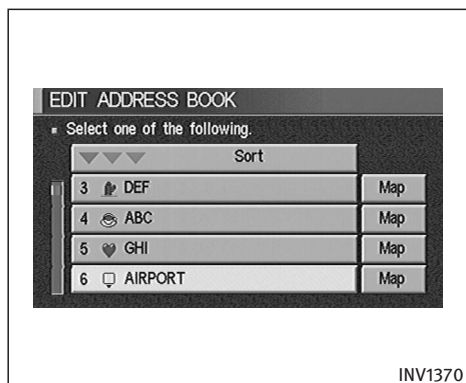 EDIT ADDRESS BOOK
Select one of the following.
Sort
3 DEF Map
4 ABC Map
5 GHI Map
6 AIRPORT Map
INV1370